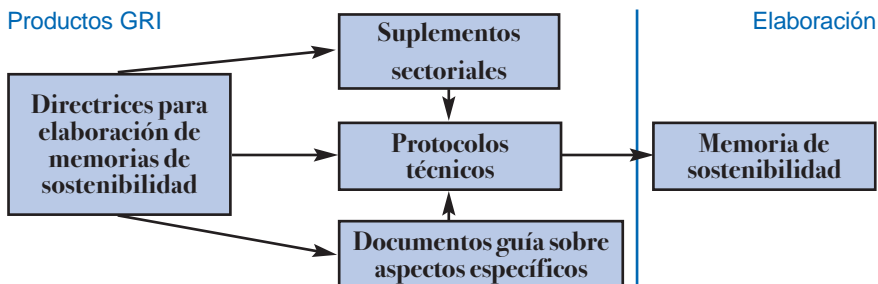 Productos GRI
Elaboración
Suplementos
sectoriales
Directrices para
elaboración de
memorias de
sostenibilidad
Protocolos
técnicos
Memoria de
sostenibilidad
Documentos guía sobre
aspectos específicos